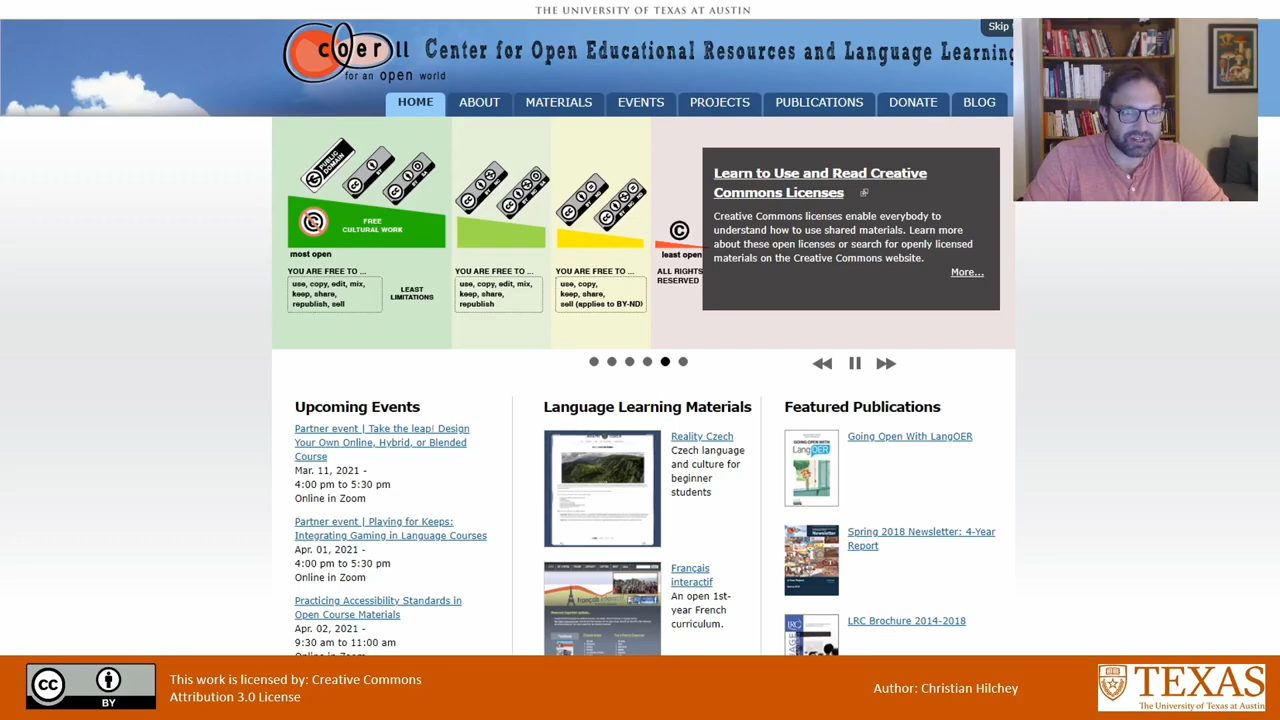 THE UNIVERSITY OF TEXAS AT AUSTIN
coerll
for an open world
Center for Open Educational Resources and Language Learning
Skip
HOME
ABOUT
MATERIALS
EVENTS
PROJECTS
PUBLICATIONS
DONATE
BLOG
PUBLIC DOMAIN
FREE
CULTURAL WORK
most open
least open
YOU ARE FREE TO ...
use, copy, edit, mix,
keep, share,
republish, sell
LEAST
LIMITATIONS
YOU ARE FREE TO ...
use, copy, edit, mix,
keep, share,
republish
YOU ARE FREE TO ...
use, copy,
keep, share,
sell (applies to BY-ND)
ALL RIGHTS
RESERVED
Learn to Use and Read Creative
Commons Licenses
Creative Commons licenses enable everybody to
understand how to use shared materials. Learn more
about these open licenses or search for openly licensed
materials on the Creative Commons website.
More...
Upcoming Events
Partner event | Take the leap! Design
Your Own Online, Hybrid, or Blended
Course
Mar. 11, 2021 -
4:00 pm to 5:30 pm
Online in Zoom
Partner event | Playing for Keeps:
Integrating Gaming in Language Courses
Apr. 01, 2021 -
4:00 pm to 5:30 pm
Online in Zoom
Practicing Accessibility Standards in
Open Course Materials
Apr. 02, 2021 -
9:30 am to 11:00 am
Language Learning Materials
Reality Czech
Czech language
and culture for
beginner
students
Français
interactif
An open 1st-
year French
curriculum.
Featured Publications
GOING OPEN WITH
LangOER
Going Open With LangOER
Newsletter
Spring 2018 Newsletter: 4-Year
Report
LRC
LRC Brochure 2014-2018
cc
BY
This work is licensed by: Creative Commons
Attribution 3.0 License
Author: Christian Hilchey
TEXAS
The University of Texas at Austin